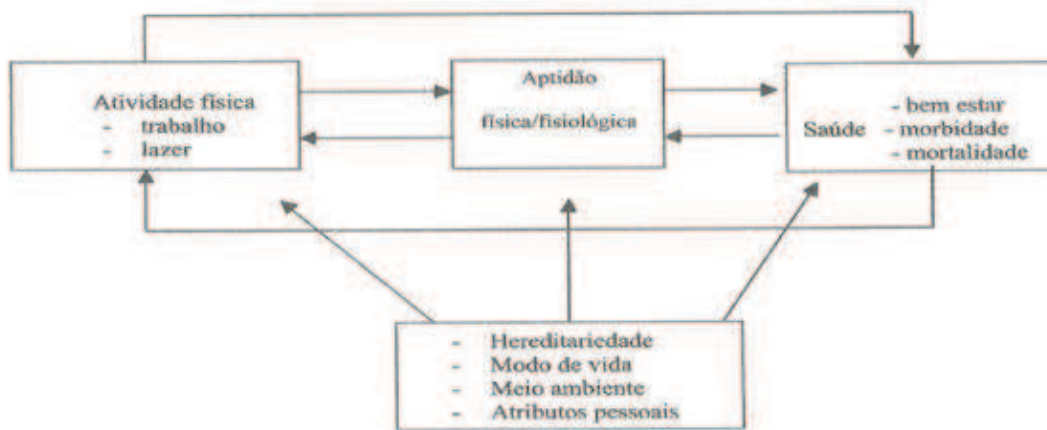 Atividade física
- trabalho
- lazer
Aptidão
física/fisiológica
- bem estar
Saúde - morbidade
- mortalidade
- Hereditariedade
- Modo de vida
- Meio ambiente
- Atributos pessoais